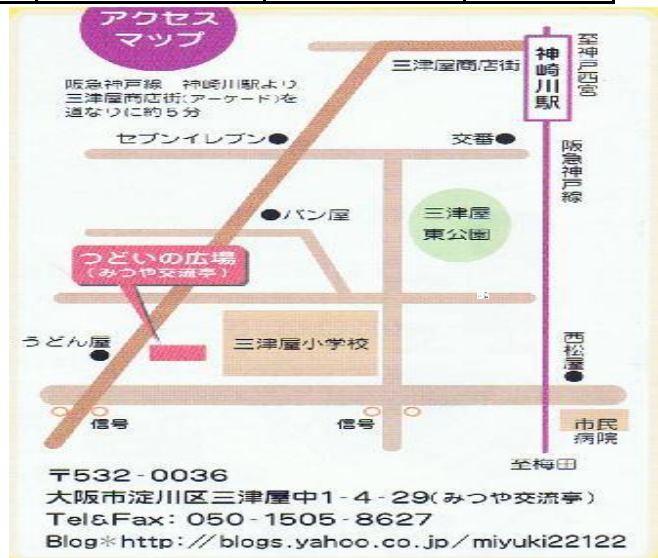 アクセス
マップ
阪急神戸線 神崎川駅より
三津屋商店街(アーケード)を
道なりに約5分
三津屋商店街
神崎川駅
至神戸西宮
阪急神戸線
セブンイレブン
交番
パン屋
三津屋
東公園
つどいの広場
(みつや交流亭)
うどん屋
三津屋小学校
西松屋
信号
信号
市民
病院
至梅田
〒532-0036
大阪市淀川区三津屋中1-4-29(みつや交流亭)
Tel&Fax: 050-1505-8627
Blog*http://blogs.yahoo.co.jp/miyuki22122